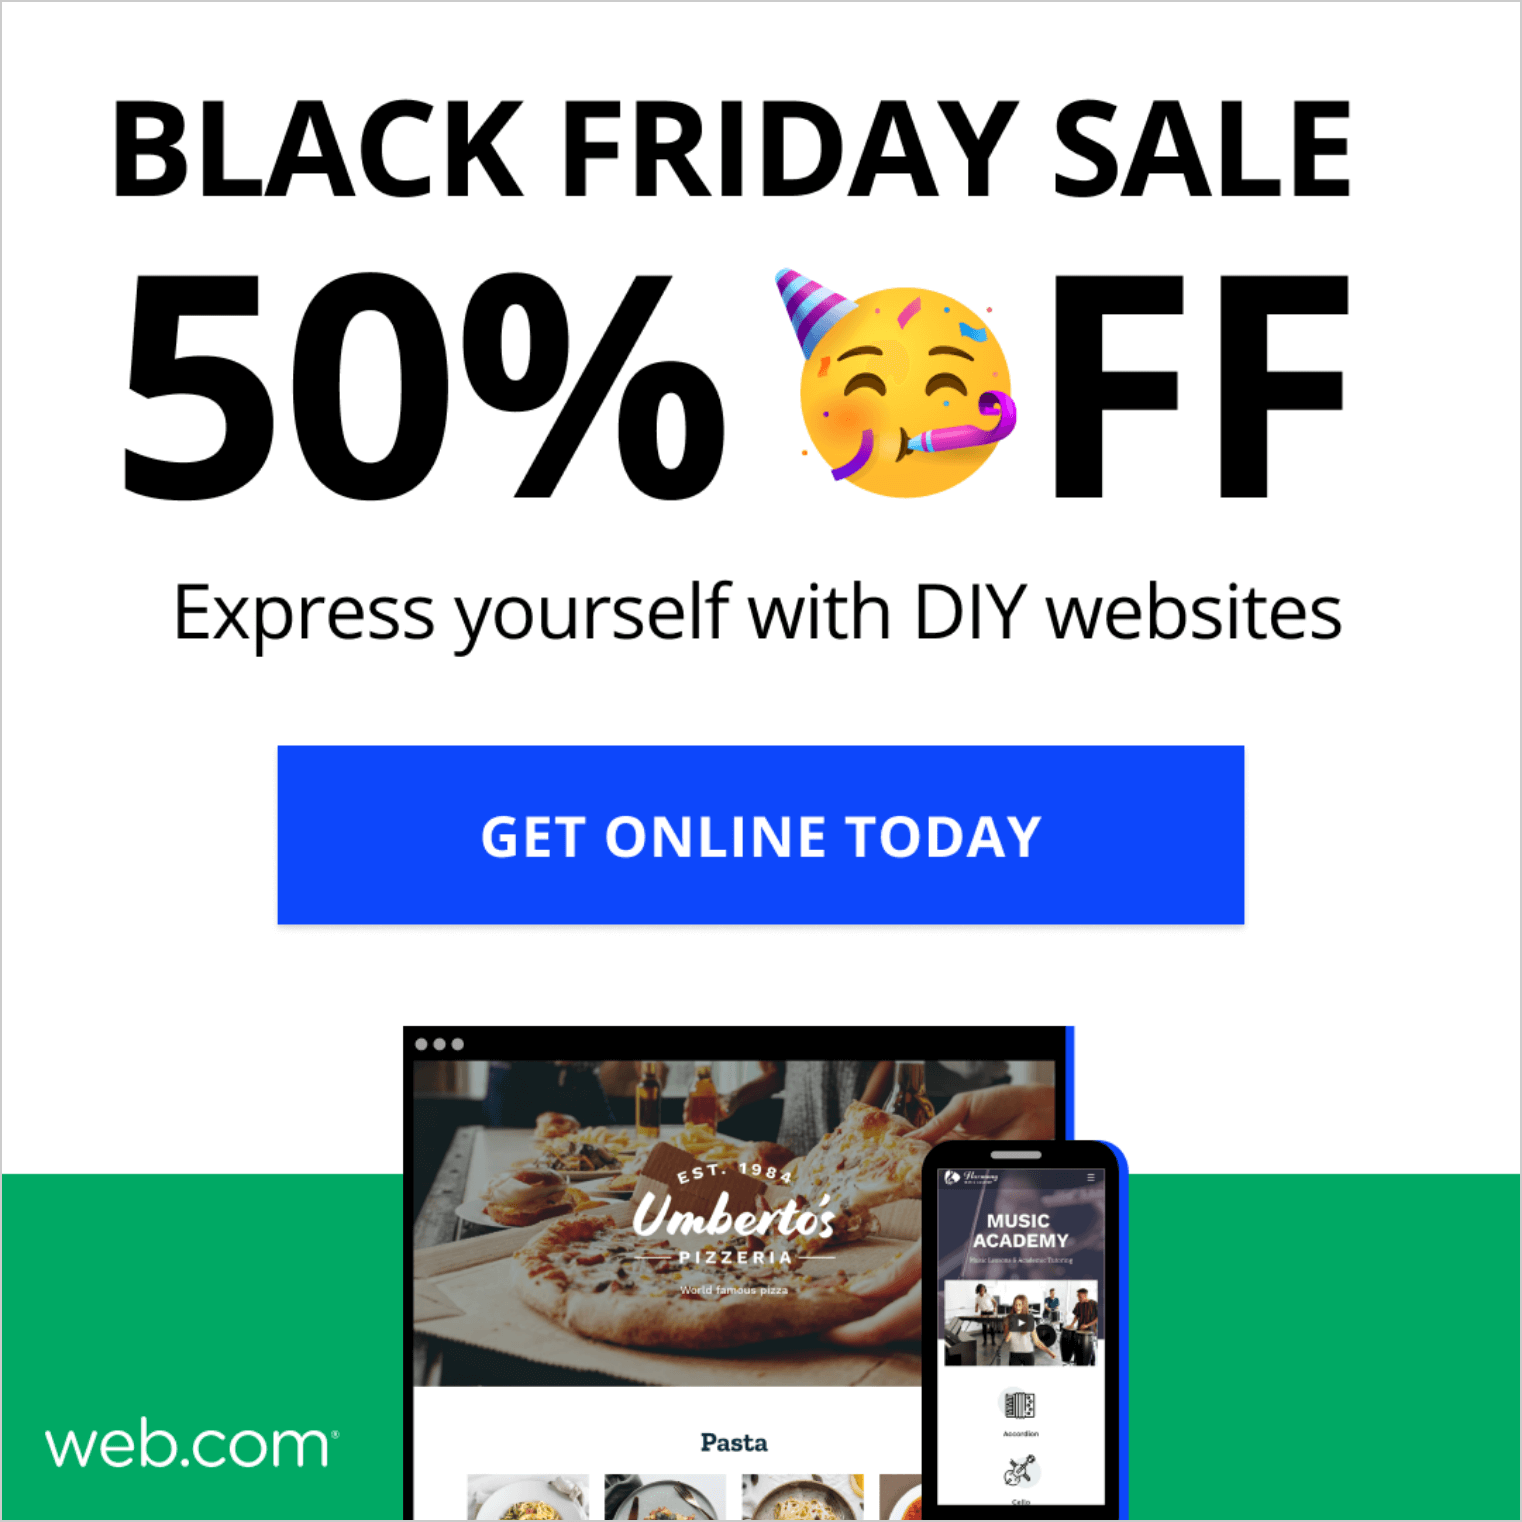 BLACK FRIDAY SALE
50% 🥳FF
Express yourself with DIY websites
GET ONLINE TODAY
EST. 1984
Umberto's
PIZZERIA
World famous pizza
Pasta
Harmony
MUSIC
ACADEMY
Music Lessons & Academic Tutoring
Accordion
Cello
web.com®